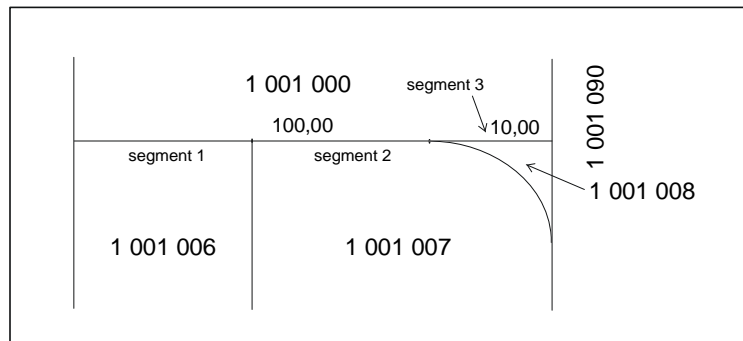 1 001 000
segment 3
1 001 090
100,00
10,00
segment 1
segment 2
1 001 008
1 001 006
1 001 007